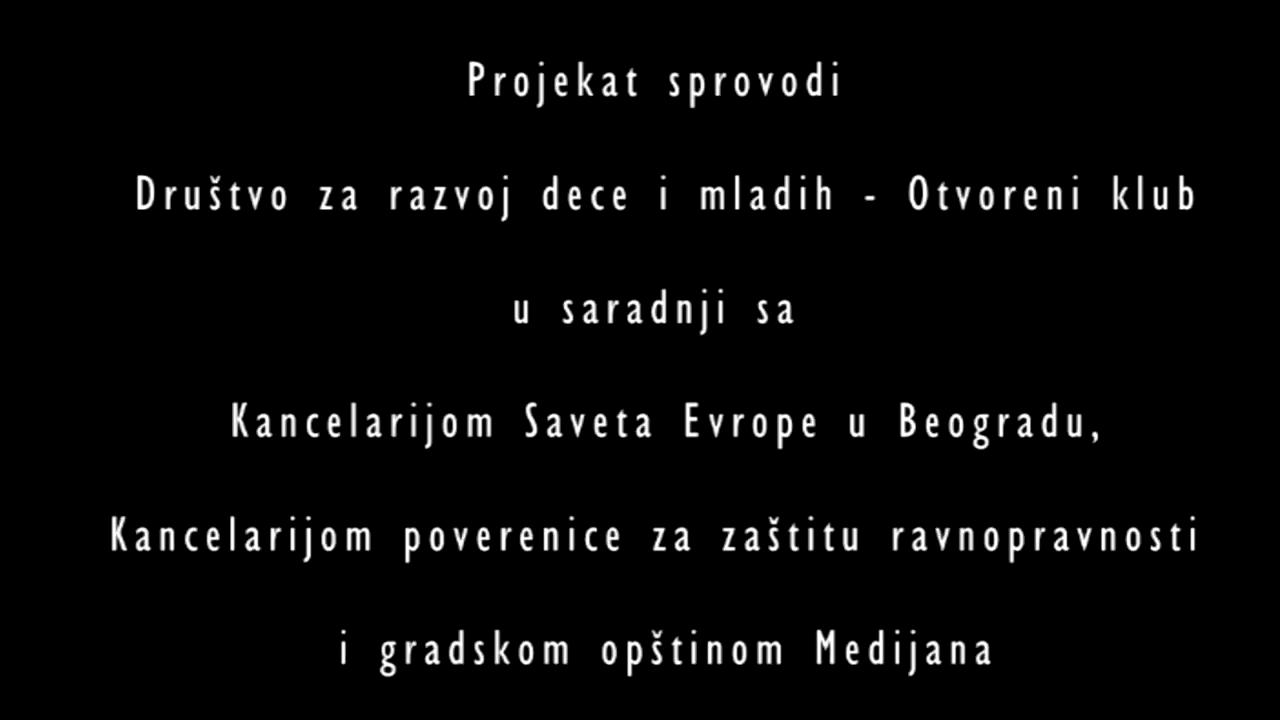 Projekat sprovodi
Društvo za razvoj dece i mladih - Otvoreni klub
u saradnji sa
Kancelarijom Saveta Evrope u Beogradu,
Kancelarijom poverenice za zaštitu ravnopravnosti
i gradskom opštinom Medijana